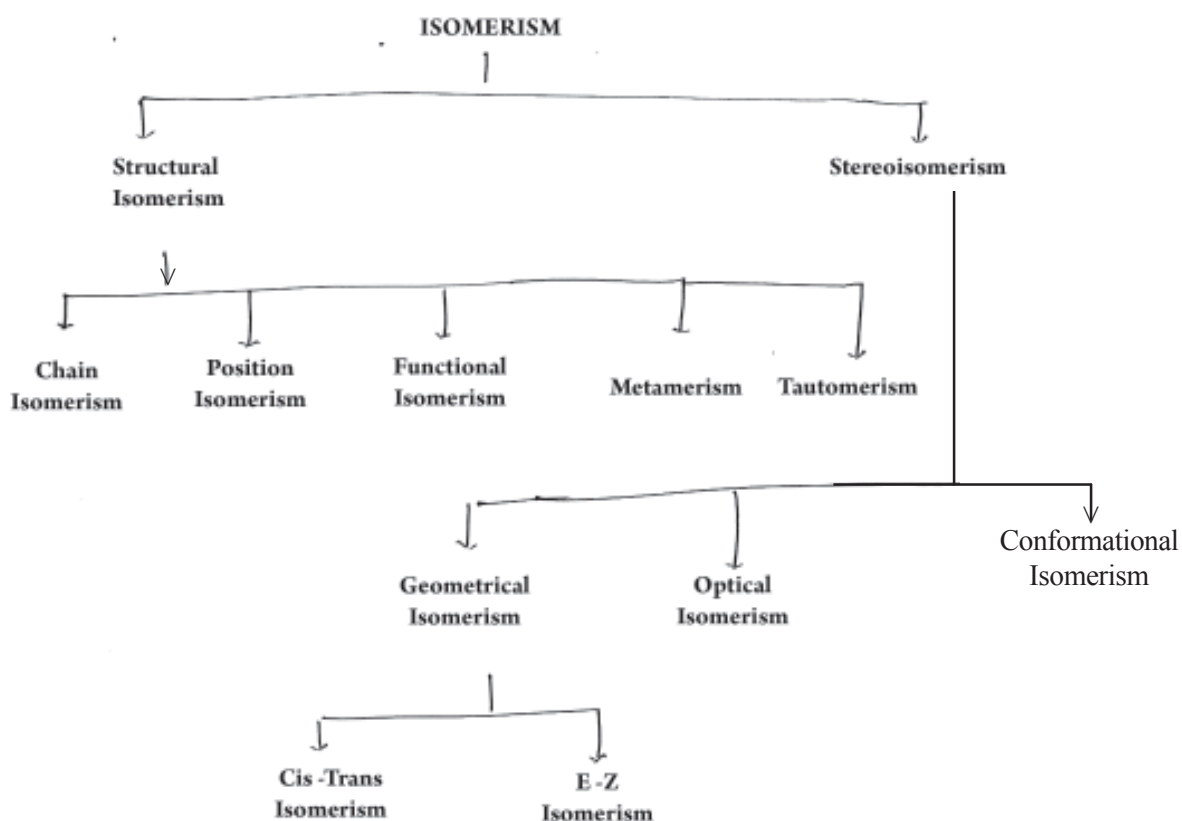 ISOMERISM
Structural
Isomerism
Stereoisomerism
Chain
Isomerism
Position
Isomerism
Functional
Isomerism
Metamerism
Tautomerism
Geometrical
Isomerism
Optical
Isomerism
Conformational
Isomerism
Cis -Trans
Isomerism
E -Z
Isomerism